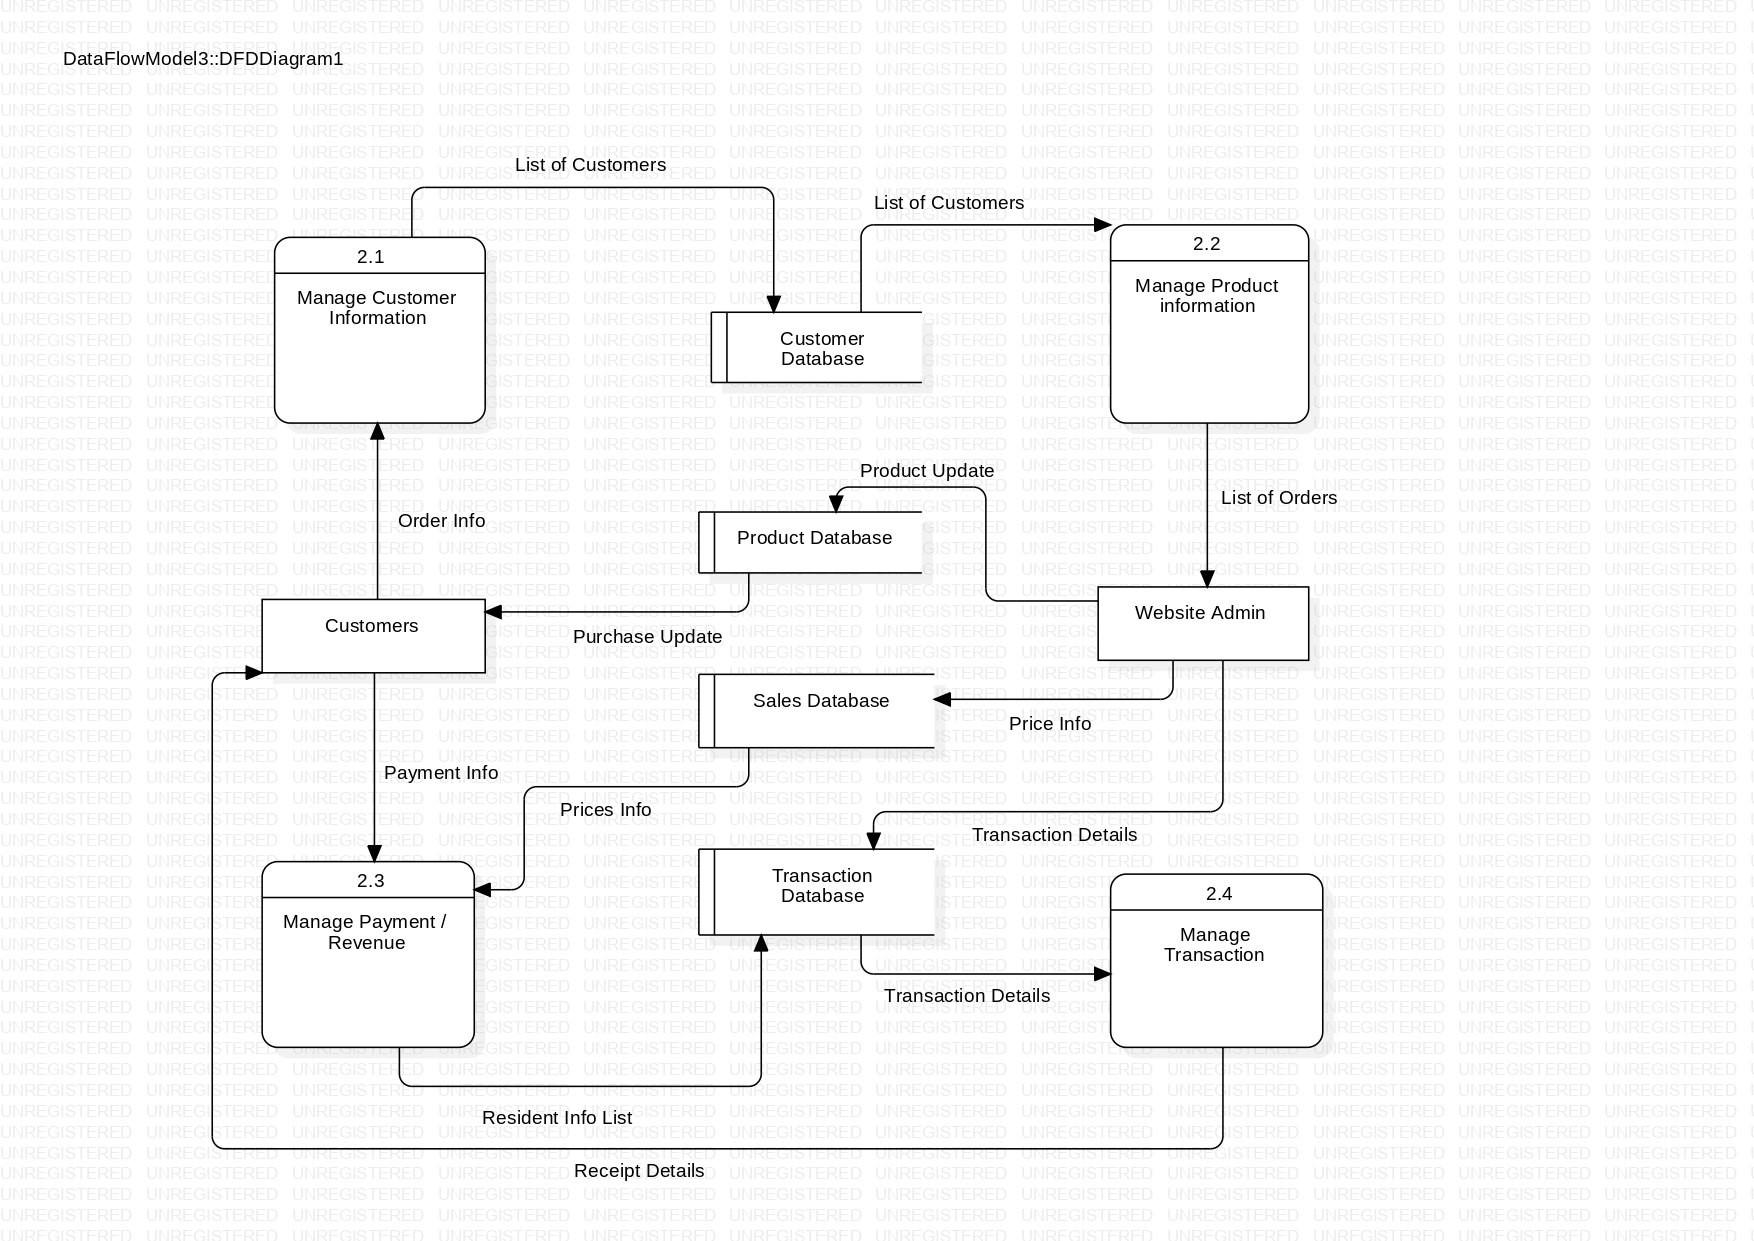 DataFlowModel3::DFDDiagram1
List of Customers
List of Customers
2.1
Manage Customer
Information
2.2
Manage Product
information
Customer
Database
Product Update
List of Orders
Order Info
Product Database
Customers
Purchase Update
Website Admin
Sales Database
Price Info
Payment Info
Prices Info
Transaction Details
2.3
Manage Payment /
Revenue
Transaction
Database
2.4
Manage
Transaction
Transaction Details
Resident Info List
Receipt Details
UNREGISTERED